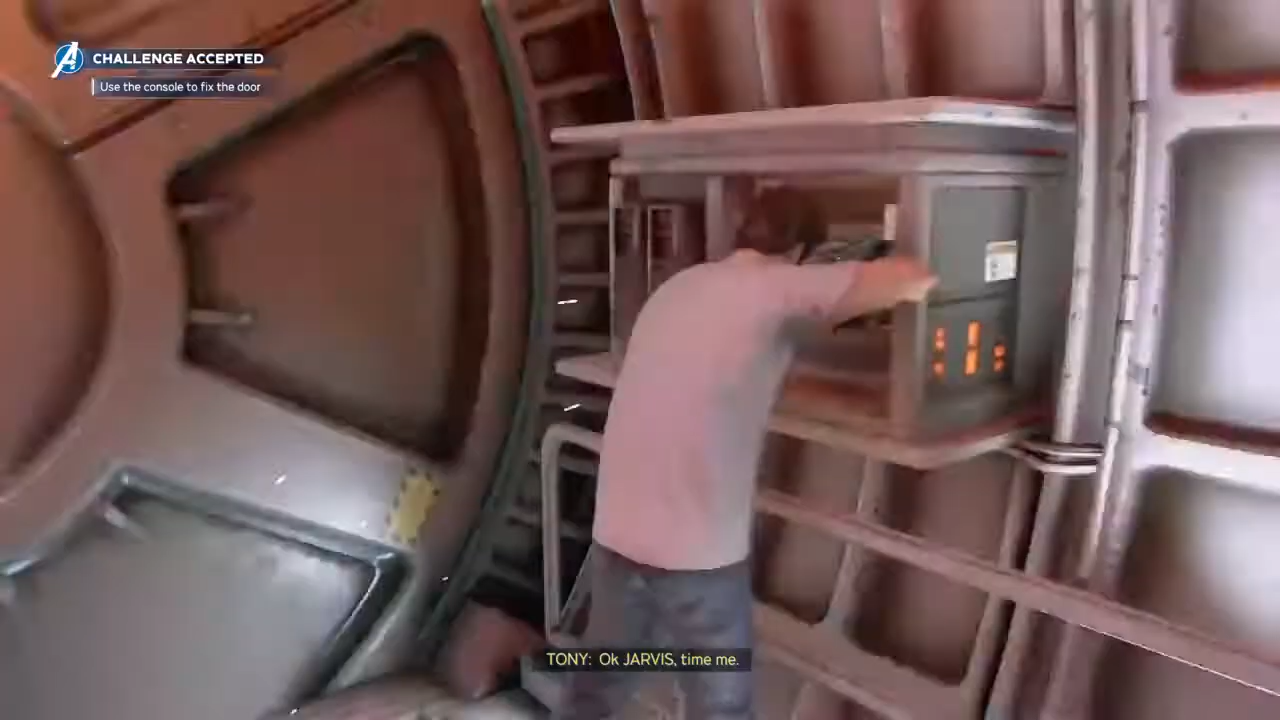 CHALLENGE ACCEPTED
Use the console to fix the door
TONY: Ok JARVIS, time me.